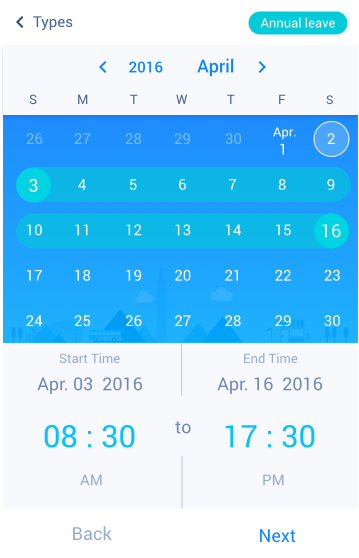 Types Annual leave
2016 April
S M T W T F S
26 27 28 29 30 Apr. 1 2
3 4 5 6 7 8 9
10 11 12 13 14 15 16
17 18 19 20 21 22 23
24 25 26 27 28 29 30
Start Time End Time
Apr. 03 2016 Apr. 16 2016
08 : 30 to 17 : 30
AM PM
Back Next